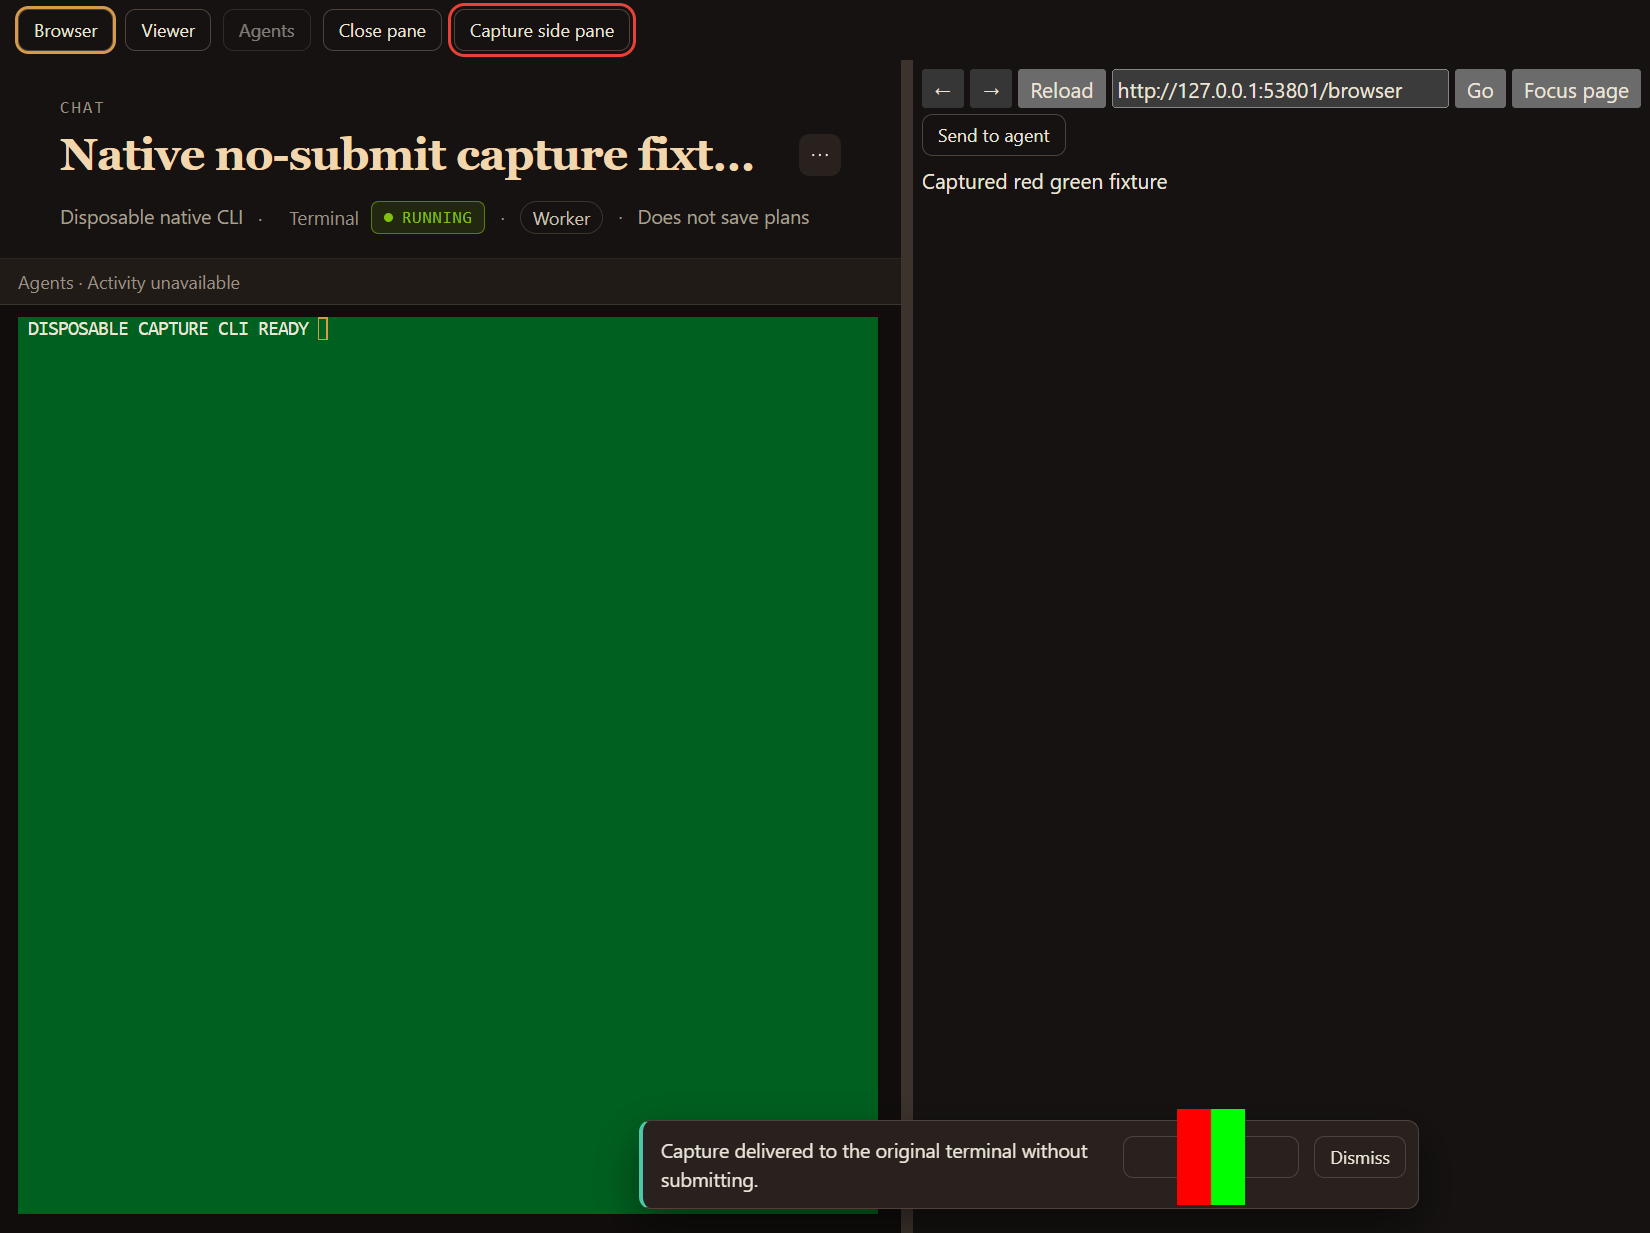 Browser Viewer Agents Close pane Capture side pane
CHAT
Native no-submit capture fixt...
...
Disposable native CLI · Terminal RUNNING · Worker · Does not save plans
Agents · Activity unavailable
DISPOSABLE CAPTURE CLI READY
← → Reload http://127.0.0.1:53801/browser Go Focus page
Send to agent
Captured red green fixture
Capture delivered to the original terminal without
submitting.
Dismiss